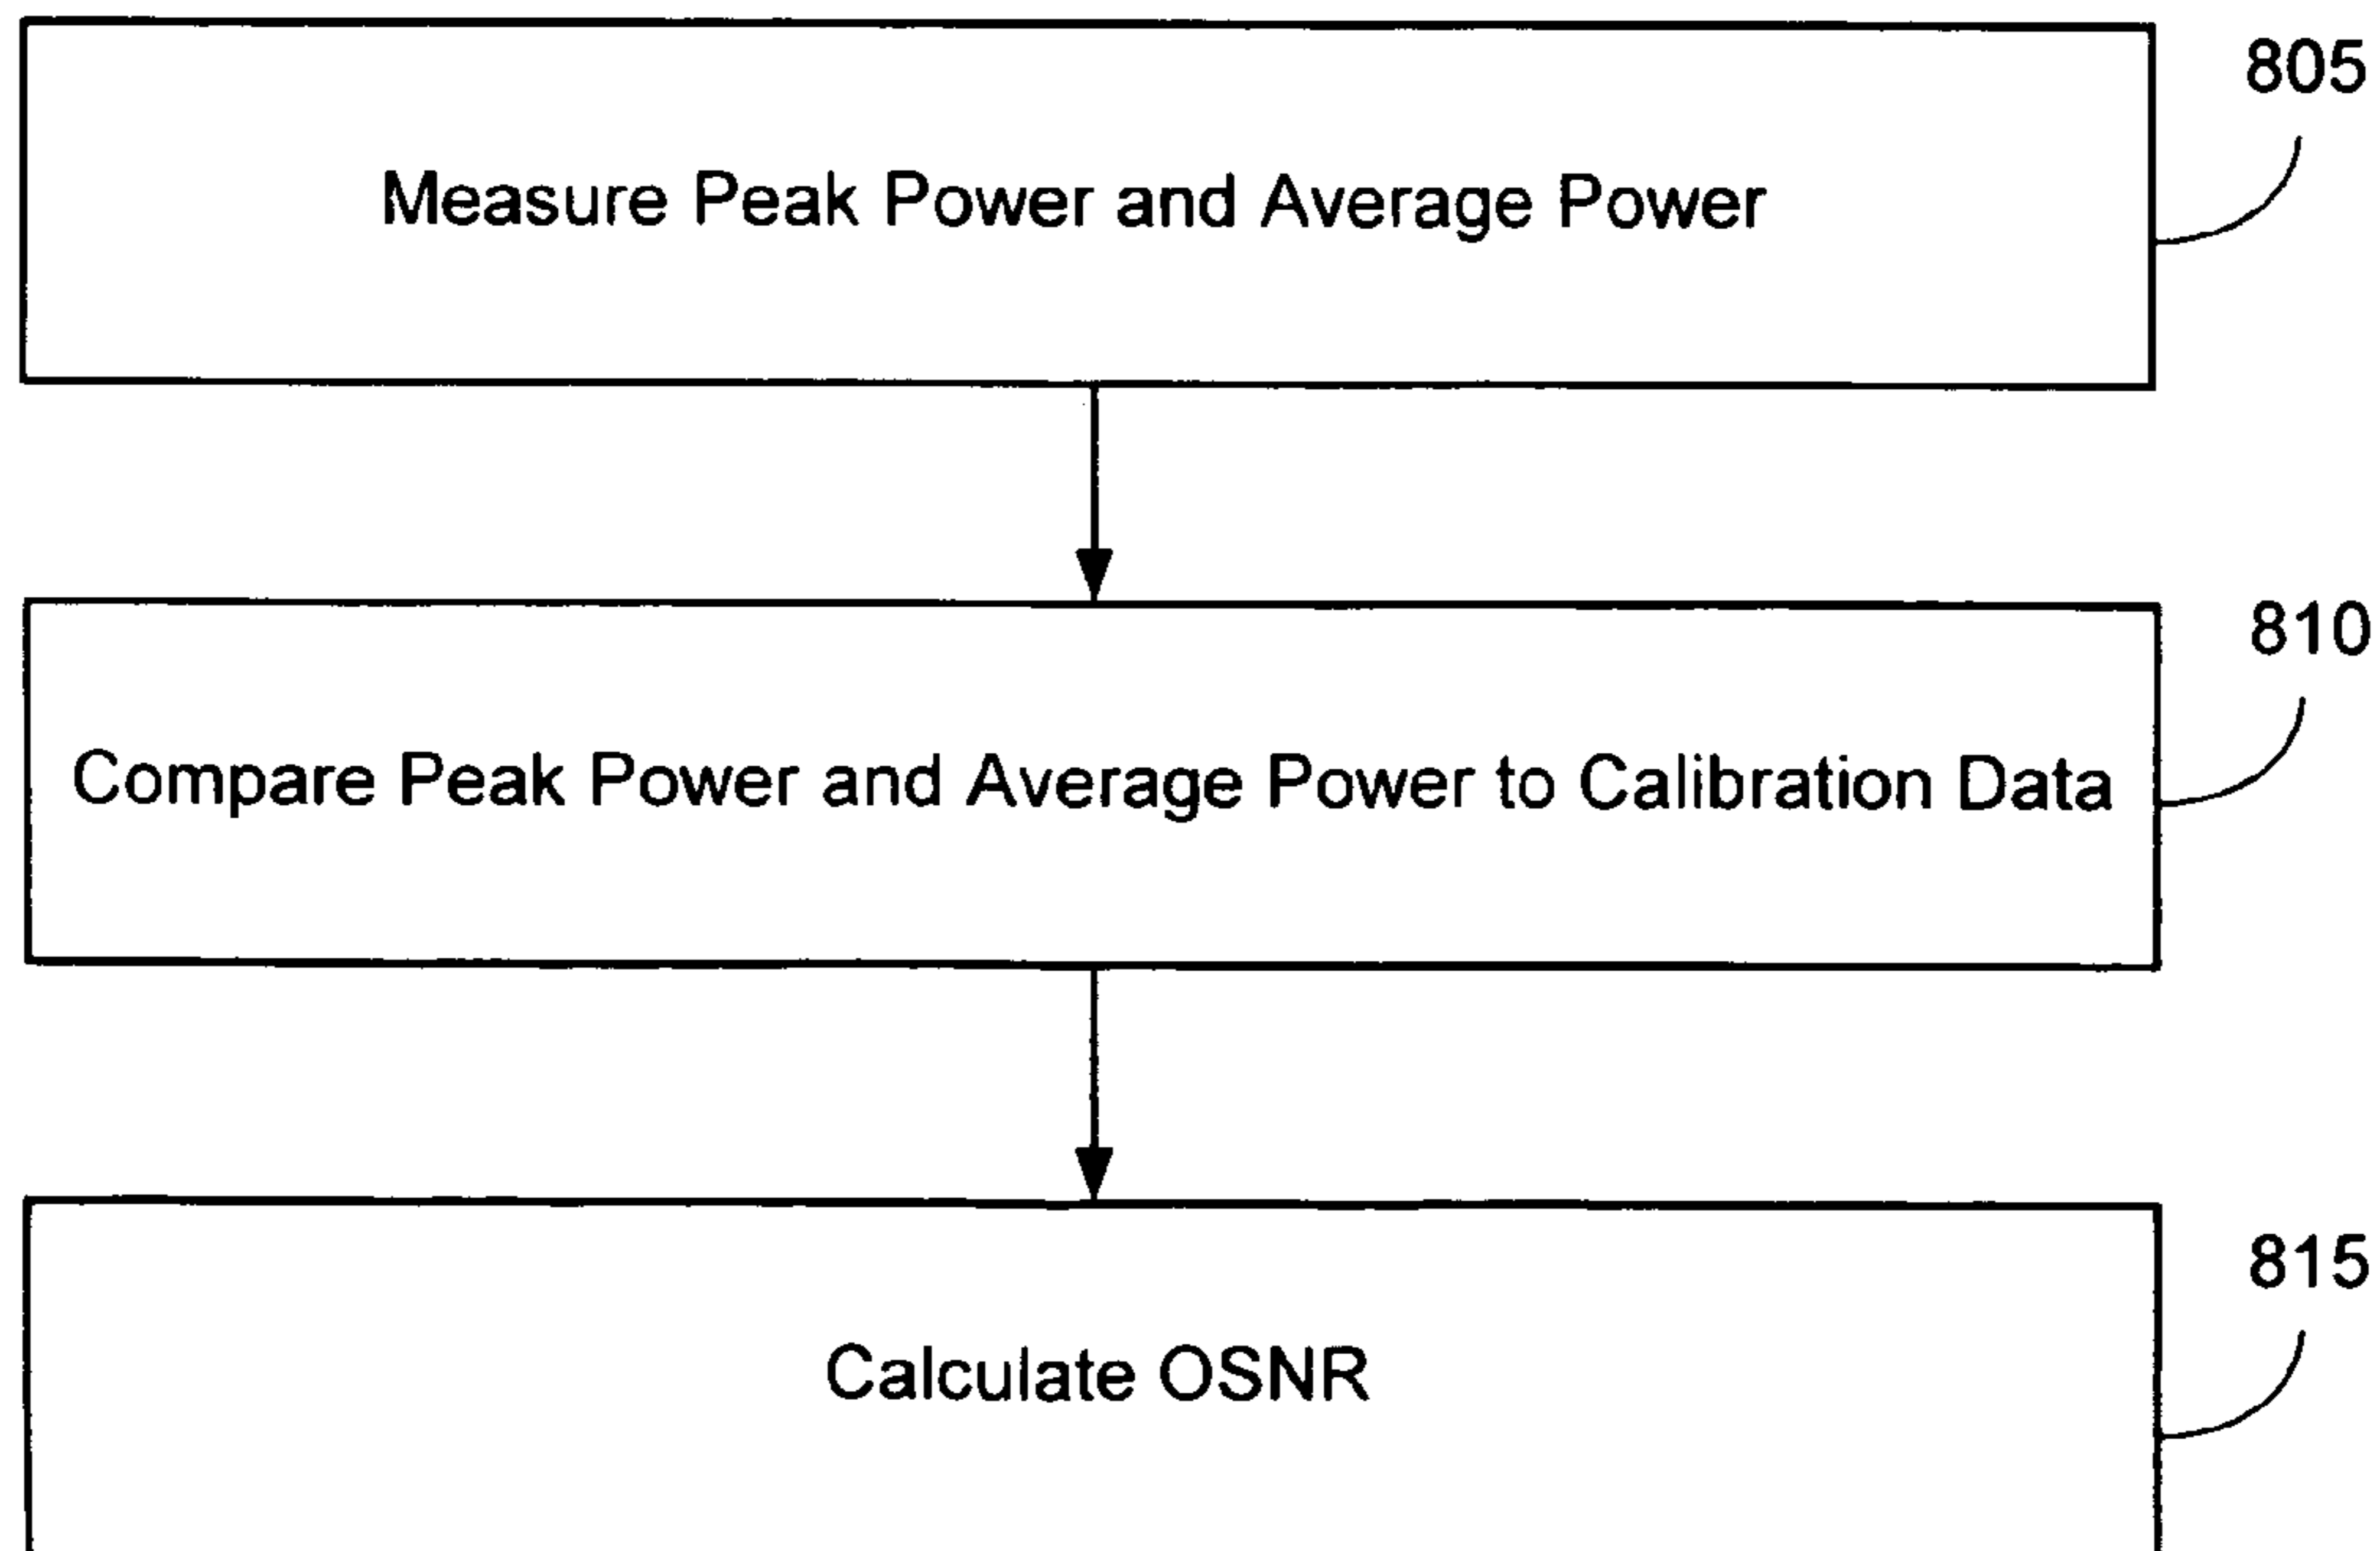 805
Measure Peak Power and Average Power
810
Compare Peak Power and Average Power to Calibration Data
815
Calculate OSNR